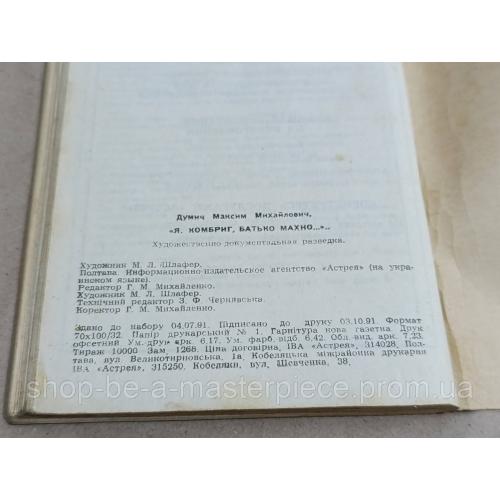 Думич Максим Михайлович,
«Я, КОМБРИГ, БАТЬКО МАХНО...»..
Художественно-документальная разведка.
Художник М. Л. Шлафер.
Полтава Информационно-издательское агентство «Астрея» (на укра-
инском языке).
Редактор Г. М. Михайленко.
Художник М. Л. Шлафер.
Технічний редактор З. Ф. Чернявська.
Коректор Г. М. Михайленко.
Здано до набору 04.07.91. Підписано до друку 03.10.91. Формат
70х100/32. Папір друкарський № 1. Гарнітура нова газетна Друк
офсетний Ум. друк арк. 6,17. Ум. фарб. відб. 6,42. Обл. вид. арк. 7,23.
Тираж 10000 Зам. 1268. Ціна договірна, ІВА «Астрея», 314028, Пол-
тава, вул. Великотирновська, 1а Кобеляцька міжрайонна друкарня
ІВА «Астрея», 315250, Кобеляки, вул. Шевченка, 38.
shop-be-a-masterpiece.prom.ua